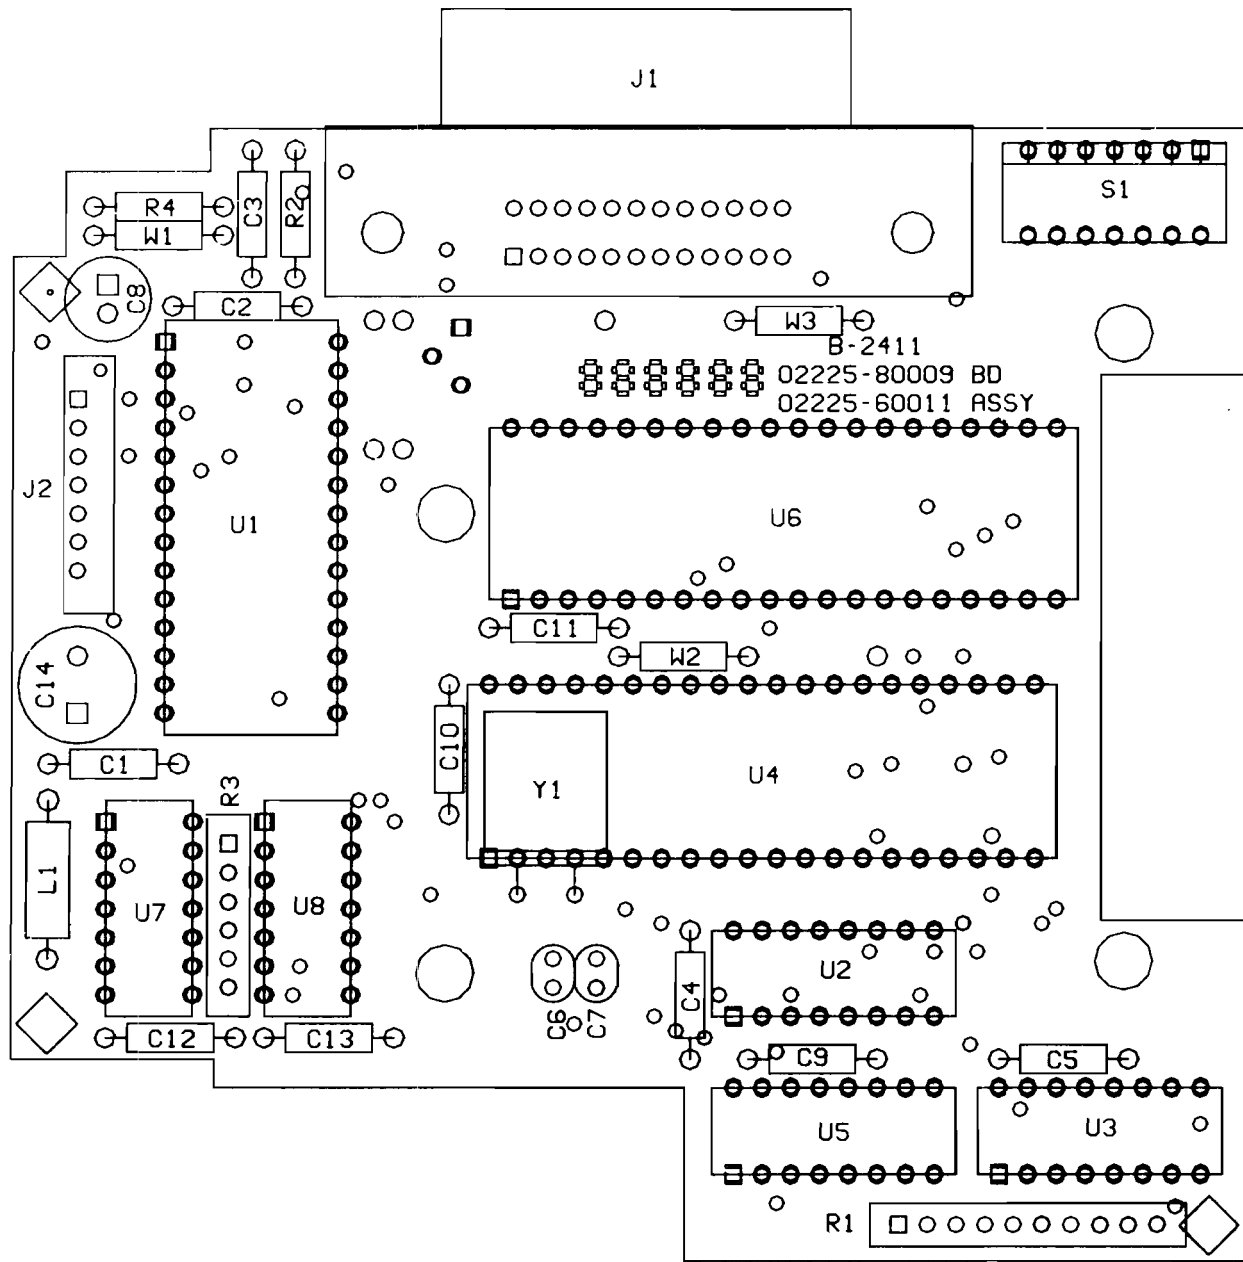 J1
S1
R4
W1
C3
R2
C8
C2
W3
B-2411
02225-80009 BD
02225-60011 ASSY
J2
U1
U6
C11
W2
C14
C10
C1
U4
Y1
R3
L1
U7
U8
U2
C4
C6
C7
C12
C13
C9
C5
U5
U3
R1